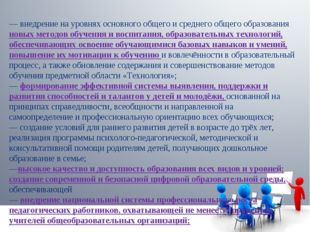 — внедрение на уровнях основного общего и среднего общего образования
новых методов обучения и воспитания, образовательных технологий,
обеспечивающих освоение обучающимися базовых навыков и умений,
повышение их мотивации к обучению и вовлечённости в образовательный
процесс, а также обновление содержания и совершенствование методов
обучения предметной области «Технология»;
— формирование эффективной системы выявления, поддержки и
развития способностей и талантов у детей и молодёжи, основанной на
принципах справедливости, всеобщности и направленной на
самоопределение и профессиональную ориентацию всех обучающихся;
— создание условий для раннего развития детей в возрасте до трёх лет,
реализация программы психолого-педагогической, методической и
консультативной помощи родителям детей, получающих дошкольное
образование в семье;
—высокое качество и доступность образования всех видов и уровней;
создание современной и безопасной цифровой образовательной среды,
обеспечивающей
— внедрение национальной системы профессионального
педагогических работников, охватывающей не менее
учителей общеобразовательных организаций;